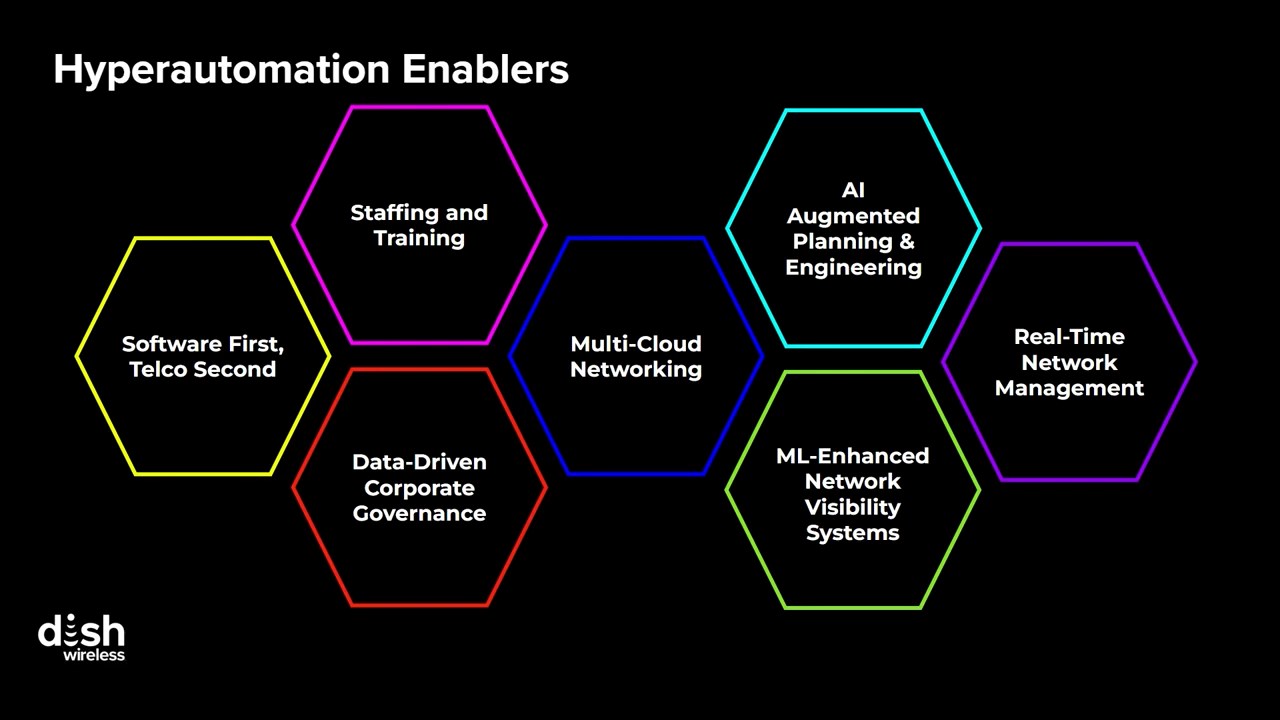 Hyperautomation Enablers
Software First,
Telco Second
Staffing and
Training
Data-Driven
Corporate
Governance
Multi-Cloud
Networking
AI
Augmented
Planning &
Engineering
ML-Enhanced
Network
Visibility
Systems
Real-Time
Network
Management
dish
wireless